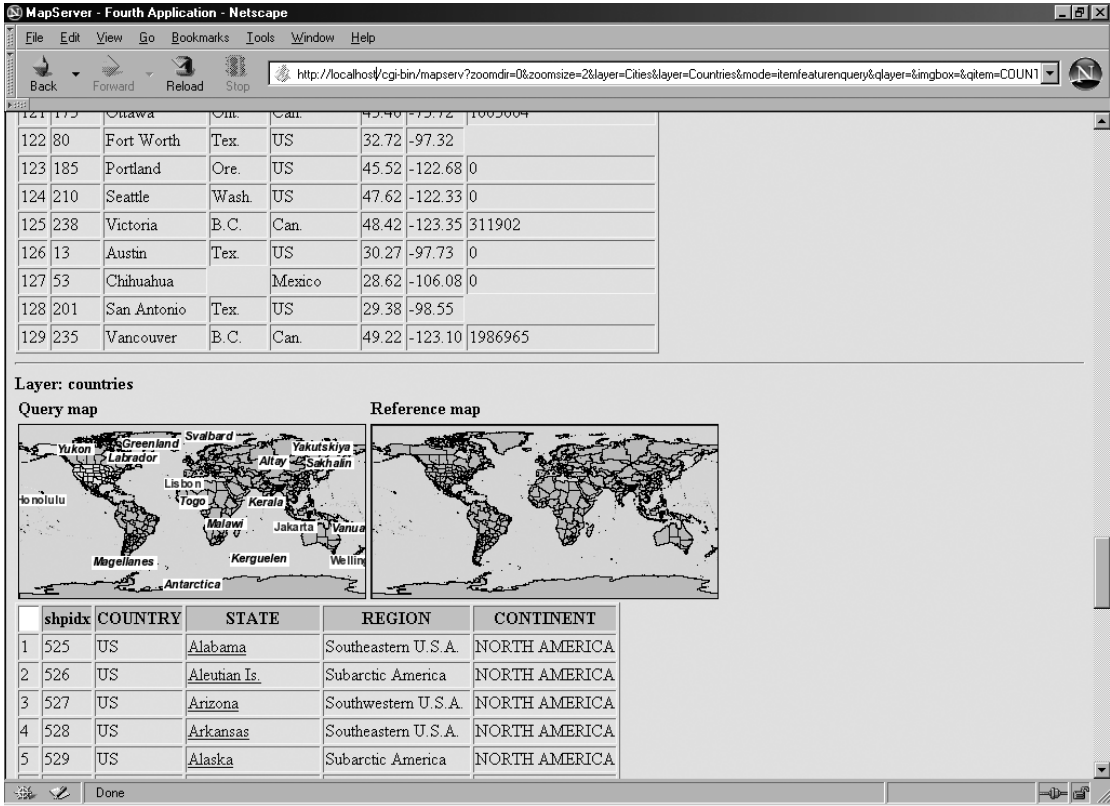 MapServer - Fourth Application - Netscape
File Edit View Go Bookmarks Tools Window Help
Back Forward Reload Stop http://localhost/cgi-bin/mapserv?zoomdir=0&zoomsize=2&layer=Cities&layer=Countries&mode=itemfeaturenquery&qlayer=&imgbox=&qitem=COUN N
121 175 Ottawa Ont. Can.
122 80 Fort Worth Tex. US 32.72 -97.32
123 185 Portland Ore. US 45.52 -122.68 0
124 210 Seattle Wash. US 47.62 -122.33 0
125 238 Victoria B.C. Can. 48.42 -123.35 311902
126 13 Austin Tex. US 30.27 -97.73 0
127 53 Chihuahua Mexico 28.62 -106.08 0
128 201 San Antonio Tex. US 29.38 -98.55
129 235 Vancouver B.C. Can. 49.22 -123.10 1986965
Layer: countries
Query map Reference map
Svalbard
Yukon Greenland Yakutskiya
Labrador Altay Sakhalin
Lisbon
Honolulu Togo Kerala
Malawi Jakarta Vanua
Magellanes Kerguelen Welling
Antarctica
shpidx COUNTRY STATE REGION CONTINENT
1 525 US Alabama Southeastern U.S.A. NORTH AMERICA
2 526 US Aleutian Is. Subarctic America NORTH AMERICA
3 527 US Arizona Southwestern U.S.A. NORTH AMERICA
4 528 US Arkansas Southeastern U.S.A. NORTH AMERICA
5 529 US Alaska Subarctic America NORTH AMERICA
Done